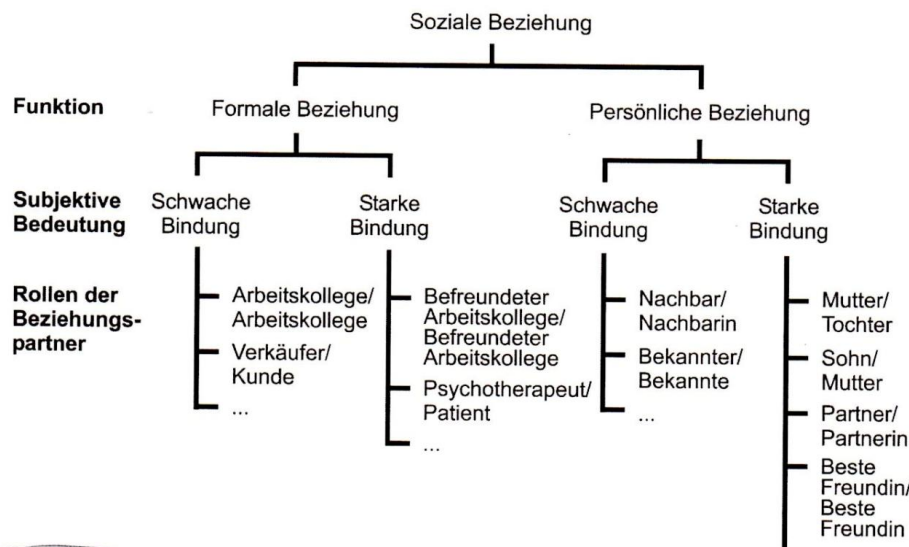 Soziale Beziehung
Funktion
Formale Beziehung
Persönliche Beziehung
Subjektive
Bedeutung
Schwache
Bindung
Starke
Bindung
Schwache
Bindung
Starke
Bindung
Rollen der
Beziehungs-
partner
Arbeitskollege/
Arbeitskollege
Verkäufer/
Kunde
...
Befreundeter
Arbeitskollege/
Befreundeter
Arbeitskollege
Psychotherapeut/
Patient
...
Nachbar/
Nachbarin
Bekannter/
Bekannte
...
Mutter/
Tochter
Sohn/
Mutter
Partner/
Partnerin
Beste
Freundin/
Beste
Freundin